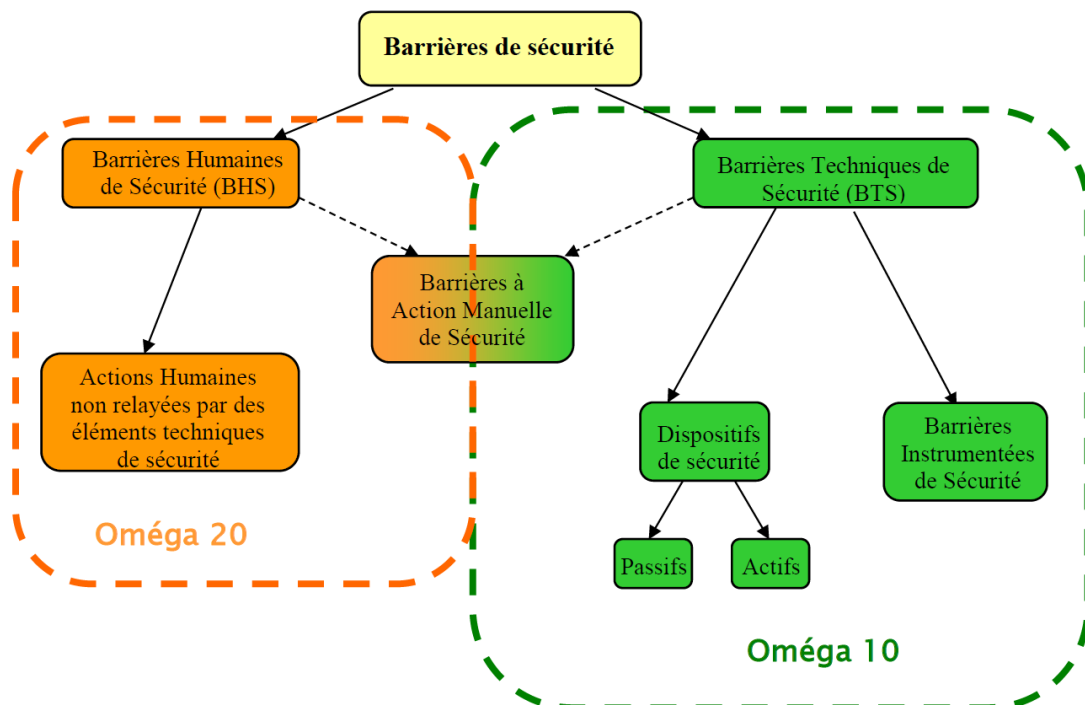 Barrières de sécurité
Barrières Humaines
de Sécurité (BHS)
Barrières Techniques de
Sécurité (BTS)
Barrières à
Action Manuelle
de Sécurité
Actions Humaines
non relayées par des
éléments techniques
de sécurité
Dispositifs
de sécurité
Barrières
Instrumentées
de Sécurité
Passifs
Actifs
Oméga 20
Oméga 10